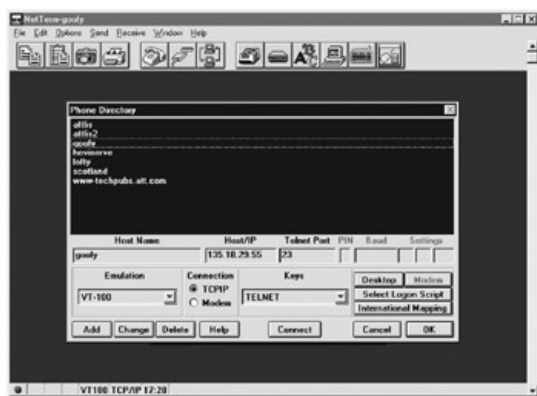 NetTerm-gooly
File Edit Options Send Receive Window Help
Phone Directory
attis
attis2
gooly
lofty
scotland
www-techpubs.att.com
Host Name Host/IP Telnet Port PIN Baud Settings
gooly 135.18.29.55 23
Emulation Connection Keys Desktop Modem
VT-100 TCPIP TELNET Select Logon Script
Modem International Mapping
Add Change Delete Help Connect Cancel OK
VT100 TCP/IP 17:28